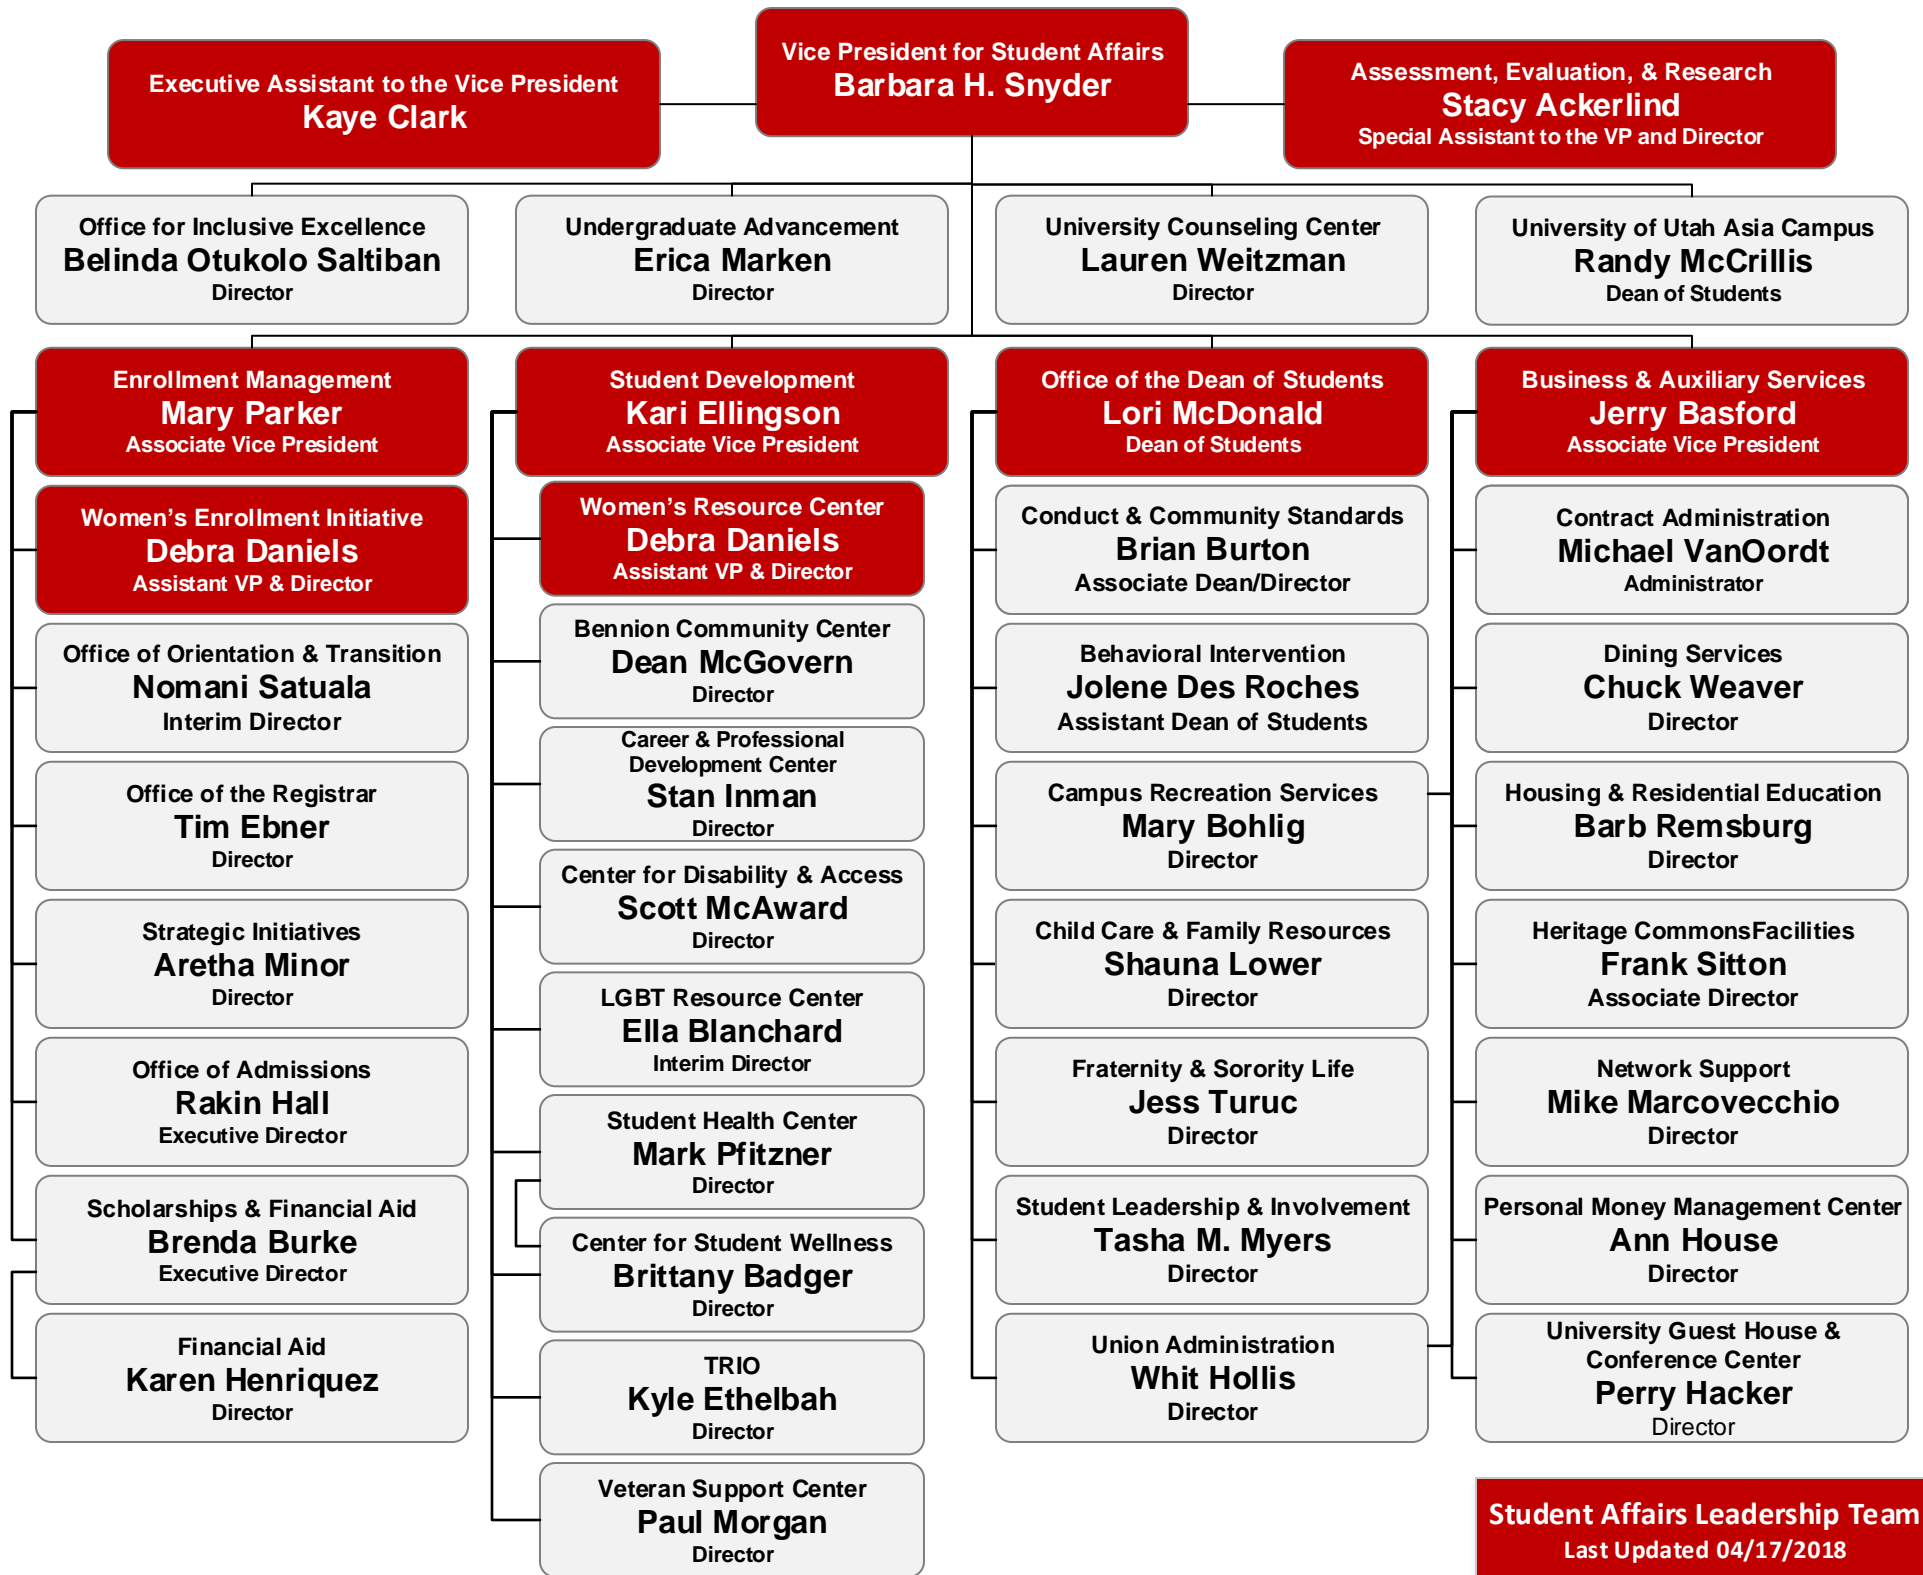 Vice President for Student Affairs
Barbara H. Snyder
Executive Assistant to the Vice President
Kaye Clark
Assessment, Evaluation, & Research
Stacy Ackerlind
Special Assistant to the VP and Director
Office for Inclusive Excellence
Belinda Otukolo Saltiban
Director
Undergraduate Advancement
Erica Marken
Director
University Counseling Center
Lauren Weitzman
Director
University of Utah Asia Campus
Randy McCrillis
Dean of Students
Enrollment Management
Mary Parker
Associate Vice President
Women’s Enrollment Initiative
Debra Daniels
Assistant VP & Director
Office of Orientation & Transition
Nomani Satuala
Interim Director
Office of the Registrar
Tim Ebner
Director
Strategic Initiatives
Aretha Minor
Director
Office of Admissions
Rakin Hall
Executive Director
Scholarships & Financial Aid
Brenda Burke
Executive Director
Financial Aid
Karen Henriquez
Director
Student Development
Kari Ellingson
Associate Vice President
Women’s Resource Center
Debra Daniels
Assistant VP & Director
Bennion Community Center
Dean McGovern
Director
Career & Professional
Development Center
Stan Inman
Director
Center for Disability & Access
Scott McAward
Director
LGBT Resource Center
Ella Blanchard
Interim Director
Student Health Center
Mark Pfitzner
Director
Center for Student Wellness
Brittany Badger
Director
TRIO
Kyle Ethelbah
Director
Veteran Support Center
Paul Morgan
Director
Office of the Dean of Students
Lori McDonald
Dean of Students
Conduct & Community Standards
Brian Burton
Associate Dean/Director
Behavioral Intervention
Jolene Des Roches
Assistant Dean of Students
Campus Recreation Services
Mary Bohlig
Director
Child Care & Family Resources
Shauna Lower
Director
Fraternity & Sorority Life
Jess Turuc
Director
Student Leadership & Involvement
Tasha M. Myers
Director
Union Administration
Whit Hollis
Director
Business & Auxiliary Services
Jerry Basford
Associate Vice President
Contract Administration
Michael VanOordt
Administrator
Dining Services
Chuck Weaver
Director
Housing & Residential Education
Barb Remsburg
Director
Heritage CommonsFacilities
Frank Sitton
Associate Director
Network Support
Mike Marcovecchio
Director
Personal Money Management Center
Ann House
Director
University Guest House &
Conference Center
Perry Hacker
Director
Student Affairs Leadership Team
Last Updated 04/17/2018